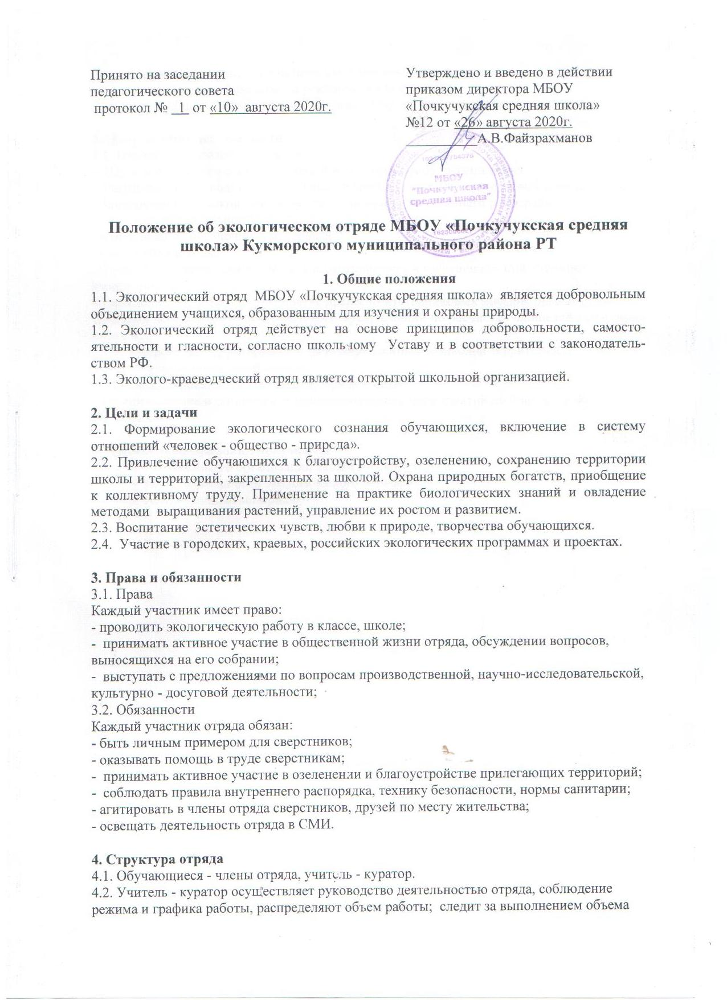 Принято на заседании
педагогического совета
протокол № 1 от «10» августа 2020г.
Утверждено и введено в действии
приказом директора МБОУ
«Почкучукская средняя школа»
№12 от «26» августа 2020г.
__________А.В.Файзрахманов
МБОУ
"Почкучукская
средняя школа"
Положение об экологическом отряде МБОУ «Почкучукская средняя
школа» Кукморского муниципального района РТ
1. Общие положения
1.1. Экологический отряд МБОУ «Почкучукская средняя школа» является добровольным
объединением учащихся, образованным для изучения и охраны природы.
1.2. Экологический отряд действует на основе принципов добровольности, самосто-
ятельности и гласности, согласно школьному Уставу и в соответствии с законодатель-
ством РФ.
1.3. Эколого-краеведческий отряд является открытой школьной организацией.
2. Цели и задачи
2.1. Формирование экологического сознания обучающихся, включение в систему
отношений «человек - общество - природа».
2.2. Привлечение обучающихся к благоустройству, озеленению, сохранению территории
школы и территорий, закрепленных за школой. Охрана природных богатств, приобщение
к коллективному труду. Применение на практике биологических знаний и овладение
методами выращивания растений, управление их ростом и развитием.
2.3. Воспитание эстетических чувств, любви к природе, творчества обучающихся.
2.4. Участие в городских, краевых, российских экологических программах и проектах.
3. Права и обязанности
3.1. Права
Каждый участник имеет право:
- проводить экологическую работу в классе, школе;
- принимать активное участие в общественной жизни отряда, обсуждении вопросов,
выносящихся на его собрании;
- выступать с предложениями по вопросам производственной, научно-исследовательской,
культурно - досуговой деятельности;
3.2. Обязанности
Каждый участник отряда обязан:
- быть личным примером для сверстников;
- оказывать помощь в труде сверстникам;
- принимать активное участие в озеленении и благоустройстве прилегающих территорий;
- соблюдать правила внутреннего распорядка, технику безопасности, нормы санитарии;
- агитировать в члены отряда сверстников, друзей по месту жительства;
- освещать деятельность отряда в СМИ.
4. Структура отряда
4.1. Обучающиеся - члены отряда, учитель - куратор.
4.2. Учитель - куратор осуществляет руководство деятельностью отряда, соблюдение
режима и графика работы, распределяют объем работы; следит за выполнением объема